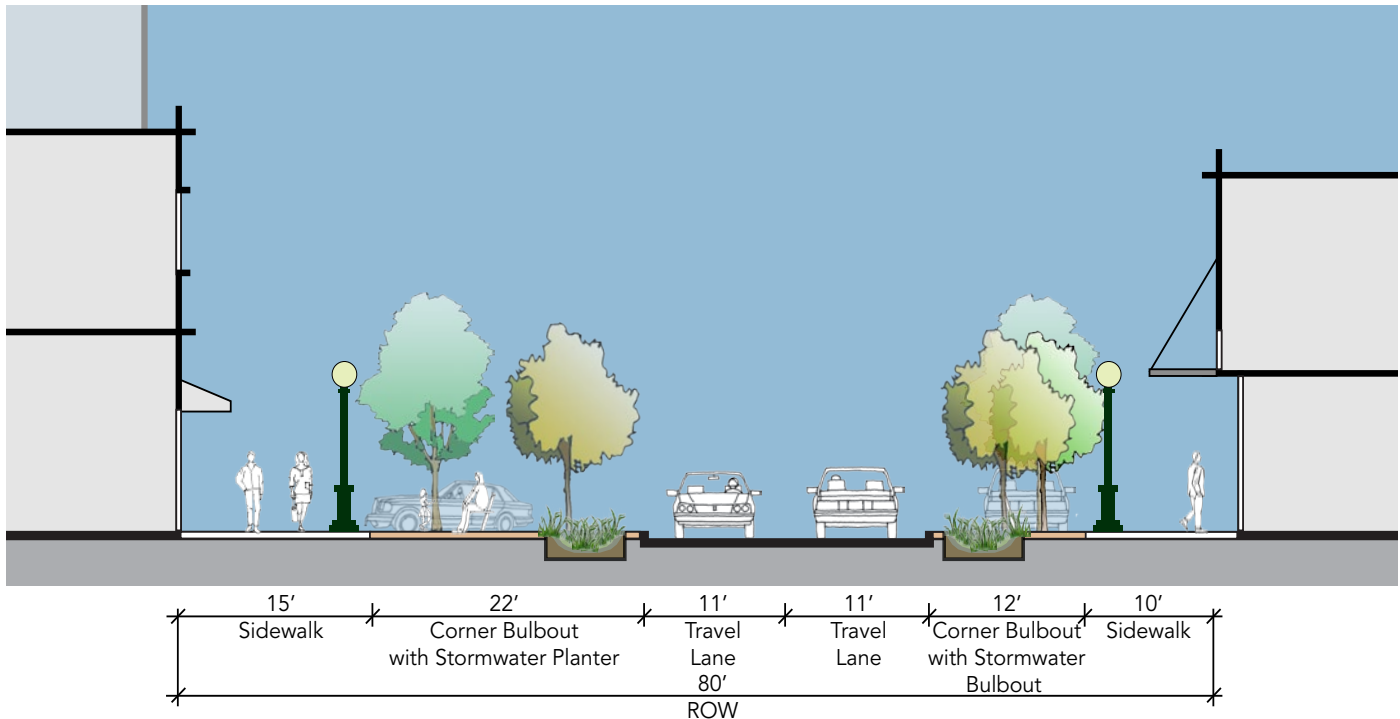 15’
Sidewalk
22’
Corner Bulbout
with Stormwater Planter
11’
Travel
Lane
11’
Travel
Lane
12’
Corner Bulbout
with Stormwater
Bulbout
10’
Sidewalk
80’
ROW